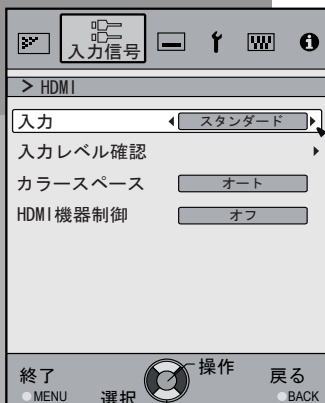 入力信号
> HDMI
入力 スタンダード
入力レベル確認
カラースペース オート
HDMI機器制御 オフ
終了 操作 戻る
MENU 選択 BACK